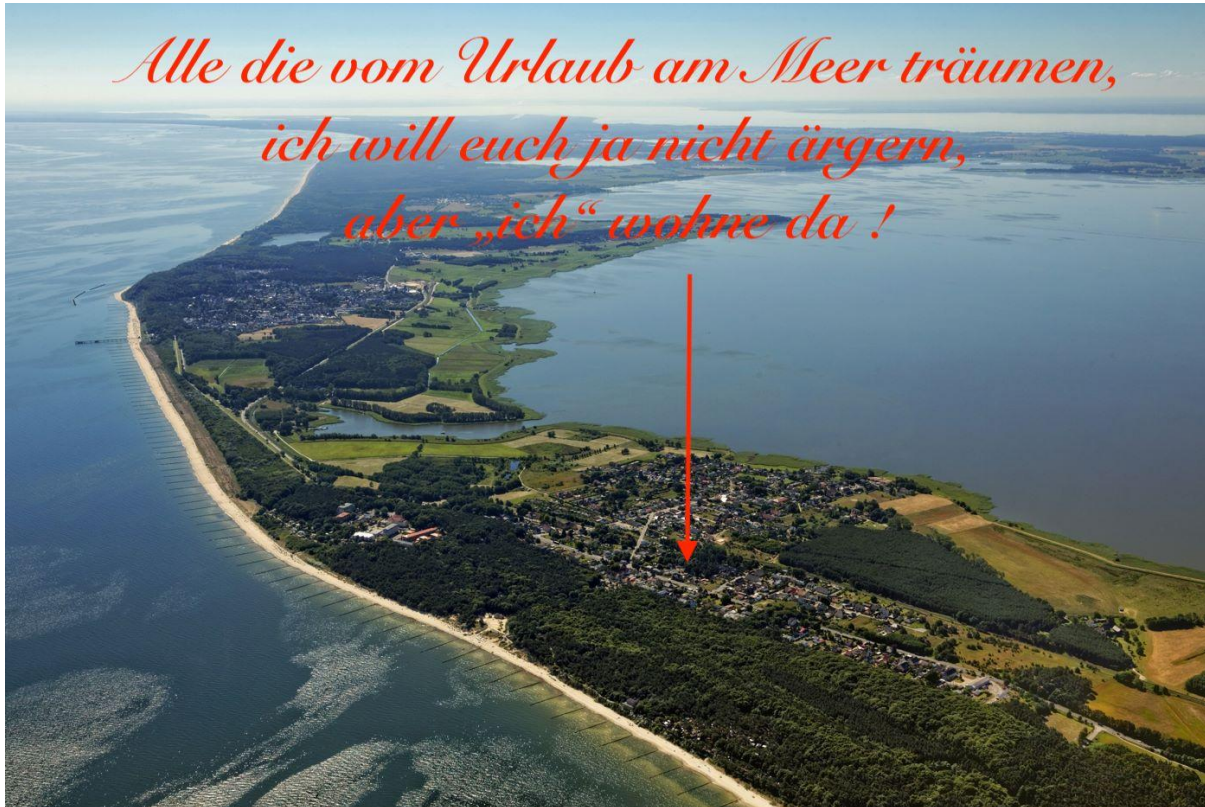 Alle die vom Urlaub am Meer träumen,
ich will euch ja nicht ärgern,
aber „ich“ wohne da !